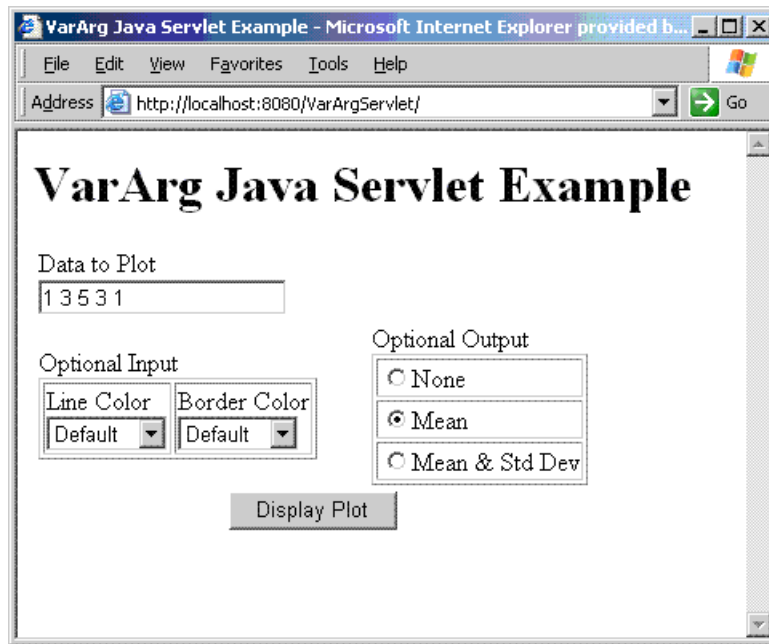 VarArg Java Servlet Example - Microsoft Internet Explorer provided b...
File Edit View Favorites Tools Help
Address http://localhost:8080/VarArgServlet/ Go
VarArg Java Servlet Example
Data to Plot
1 3 5 3 1
Optional Input
Line Color Border Color
Default Default
Optional Output
None
Mean
Mean & Std Dev
Display Plot